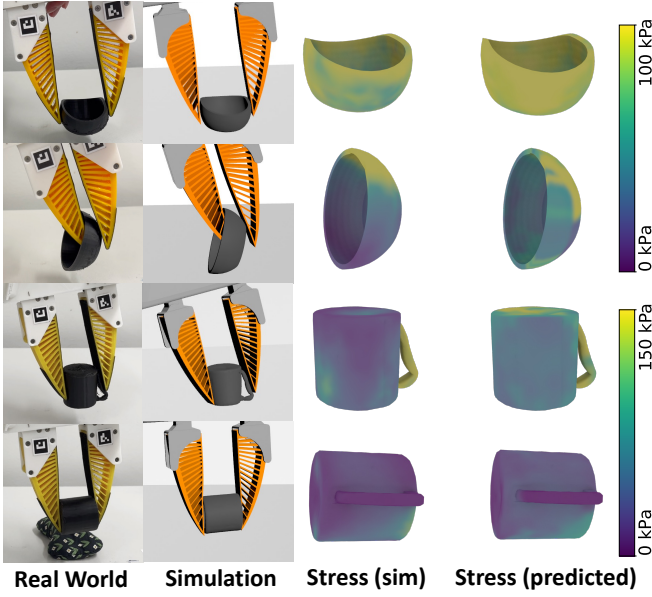 100 kPa
0 kPa
150 kPa
0 kPa
Real World
Simulation
Stress (sim)
Stress (predicted)